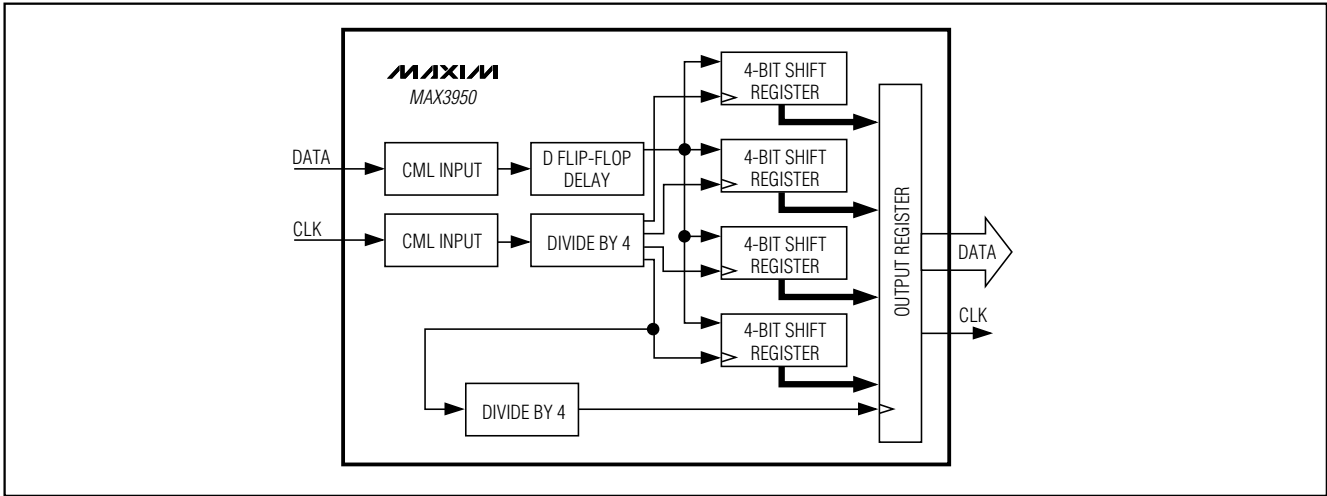 MAXIM
MAX3950
DATA
CML INPUT
D FLIP-FLOP
DELAY
CLK
CML INPUT
DIVIDE BY 4
DIVIDE BY 4
4-BIT SHIFT
REGISTER
4-BIT SHIFT
REGISTER
4-BIT SHIFT
REGISTER
4-BIT SHIFT
REGISTER
OUTPUT REGISTER
DATA
CLK